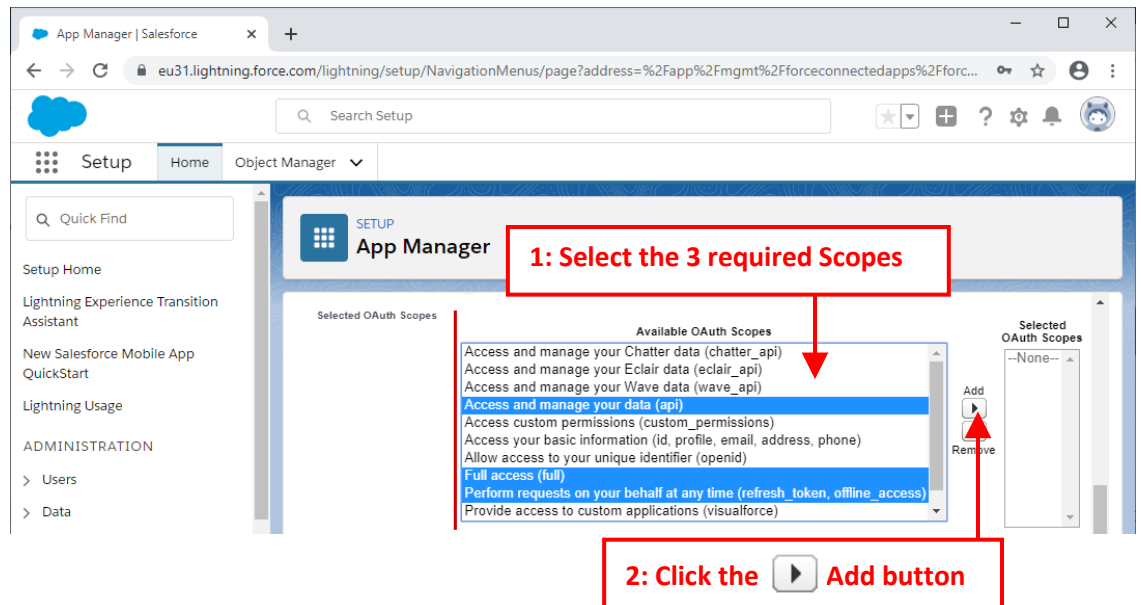 App Manager | Salesforce
eu31.lightning.force.com/lightning/setup/NavigationMenus/page?address=%2Fapp%2Fmgmt%2Fforceconnectedapps%2Fforc...
Search Setup
Setup
Home
Object Manager
Quick Find
Setup Home
Lightning Experience Transition
Assistant
New Salesforce Mobile App
QuickStart
Lightning Usage
ADMINISTRATION
Users
Data
SETUP
App Manager
1: Select the 3 required Scopes
Selected OAuth Scopes
Available OAuth Scopes
Access and manage your Chatter data (chatter_api)
Access and manage your Eclair data (eclair_api)
Access and manage your Wave data (wave_api)
Access and manage your data (api)
Access custom permissions (custom_permissions)
Access your basic information (id, profile, email, address, phone)
Allow access to your unique identifier (openid)
Full access (full)
Perform requests on your behalf at any time (refresh_token, offline_access)
Provide access to custom applications (visualforce)
Add
Remove
Selected
OAuth Scopes
--None--
2: Click the Add button